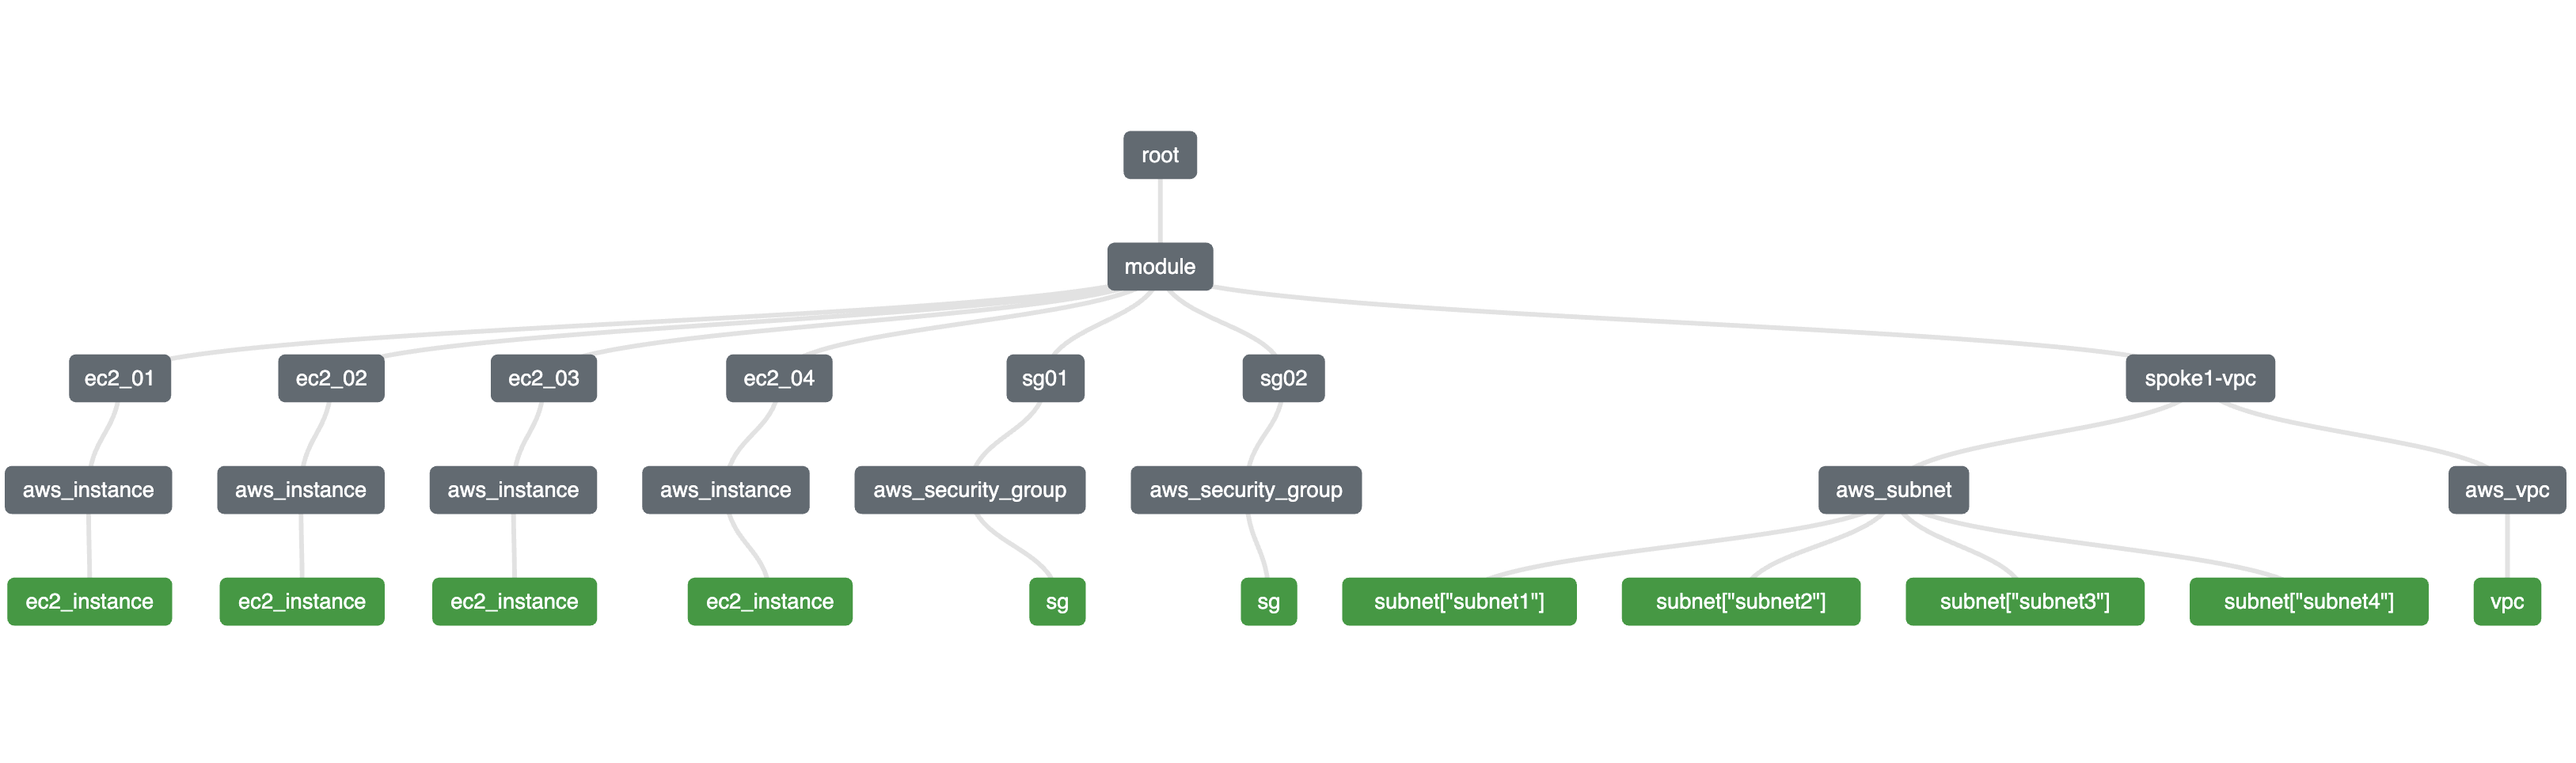 root
module
ec2_01
ec2_02
ec2_03
ec2_04
sg01
sg02
spoke1-vpc
aws_instance
aws_instance
aws_instance
aws_instance
aws_security_group
aws_security_group
aws_subnet
aws_vpc
ec2_instance
ec2_instance
ec2_instance
ec2_instance
sg
sg
subnet["subnet1"]
subnet["subnet2"]
subnet["subnet3"]
subnet["subnet4"]
vpc